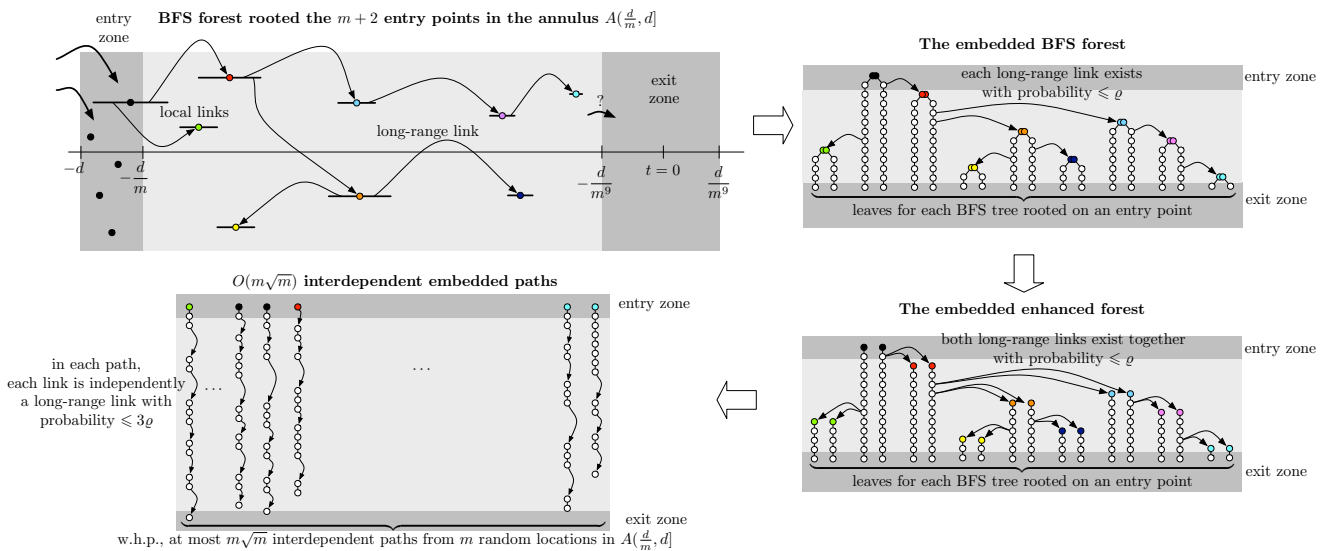 BFS forest rooted the m + 2 entry points in the annulus A(d/m, d]
entry
zone
local links
long-range link
?
exit
zone
−d
−d/m
−d/m⁹
t = 0
d/m⁹
The embedded BFS forest
each long-range link exists
with probability ⩽ ϱ
entry zone
exit zone
leaves for each BFS tree rooted on an entry point
The embedded enhanced forest
both long-range links exist together
with probability ⩽ ϱ
entry zone
exit zone
leaves for each BFS tree rooted on an entry point
O(m√m) interdependent embedded paths
entry zone
in each path,
each link is independently
a long-range link with
probability ⩽ 3ϱ
...
...
exit zone
w.h.p., at most m√m interdependent paths from m random locations in A(d/m, d]